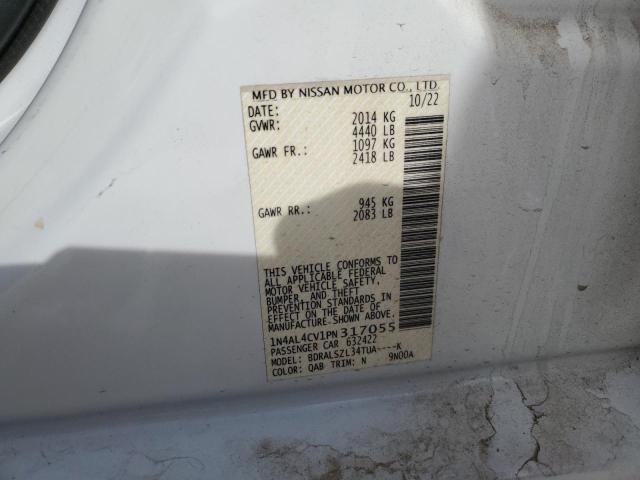 MFD BY NISSAN MOTOR CO., LTD.
DATE: 10/22
GVWR: 2014 KG
4440 LB
GAWR FR.: 1097 KG
2418 LB
GAWR RR.: 945 KG
2083 LB
THIS VEHICLE CONFORMS TO
ALL APPLICABLE FEDERAL
MOTOR VEHICLE SAFETY,
BUMPER, AND THEFT
PREVENTION STANDARDS IN
EFFECT ON THE DATE OF
MANUFACTURE SHOWN ABOVE.
1N4AL4CV1PN317055
PASSENGER CAR 632422
MODEL: BDRALSZL34TUA----K
COLOR: QAB TRIM: N 9N00A